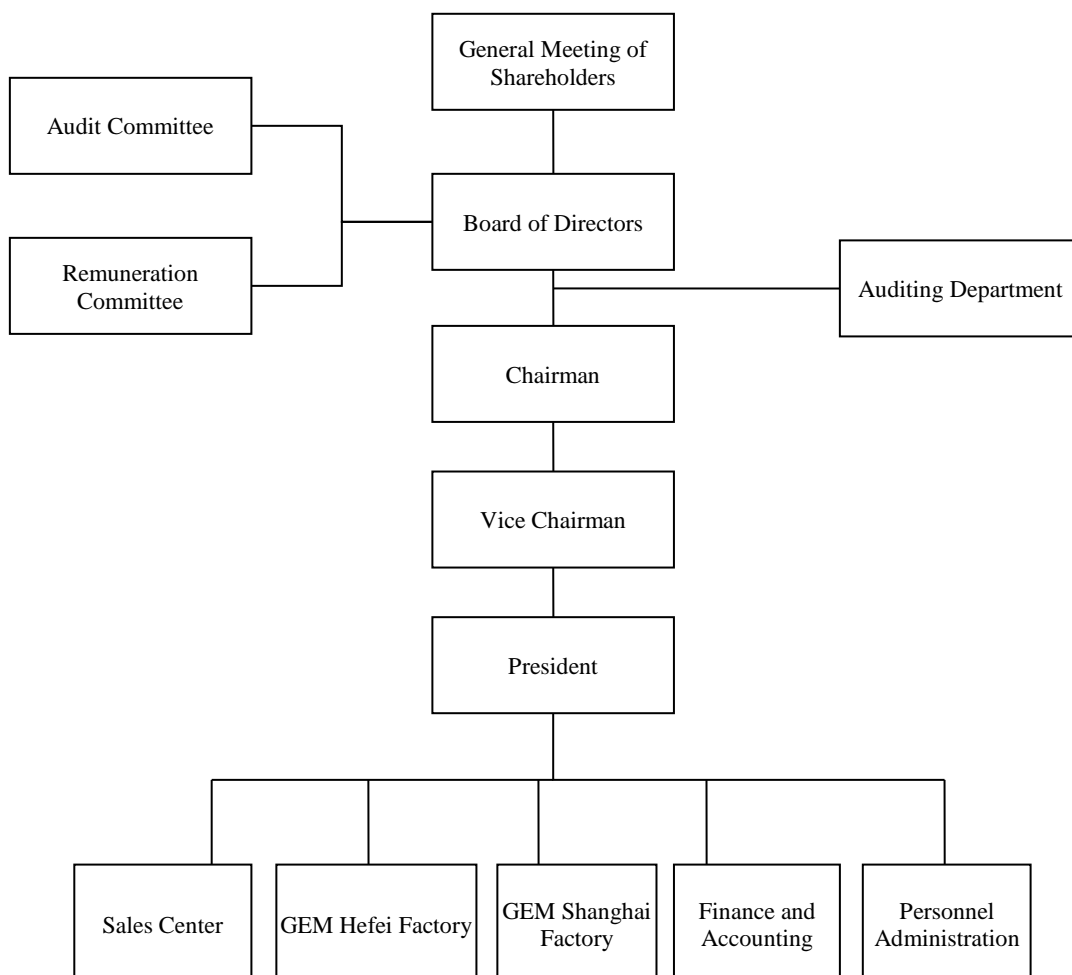 General Meeting of
Shareholders
Audit Committee
Board of Directors
Remuneration
Committee
Auditing Department
Chairman
Vice Chairman
President
Sales Center
GEM Hefei Factory
GEM Shanghai
Factory
Finance and
Accounting
Personnel
Administration